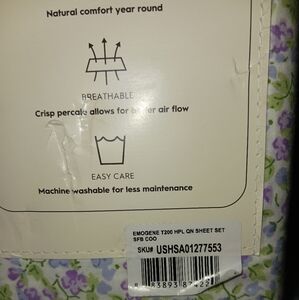 Natural comfort year round
BREATHABLE
Crisp percale allows for better air flow
EASY CARE
Machine washable for less maintenance
EMOGENE T200 HPL QN SHEET SET
SFB COO
SKU# USHSA01277553